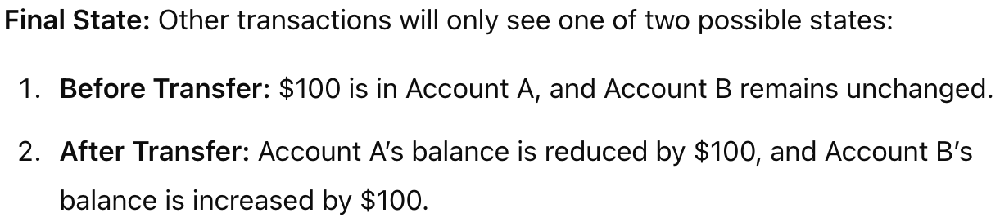 Final State: Other transactions will only see one of two possible states:
1. Before Transfer: $100 is in Account A, and Account B remains unchanged.
2. After Transfer: Account A’s balance is reduced by $100, and Account B’s
balance is increased by $100.